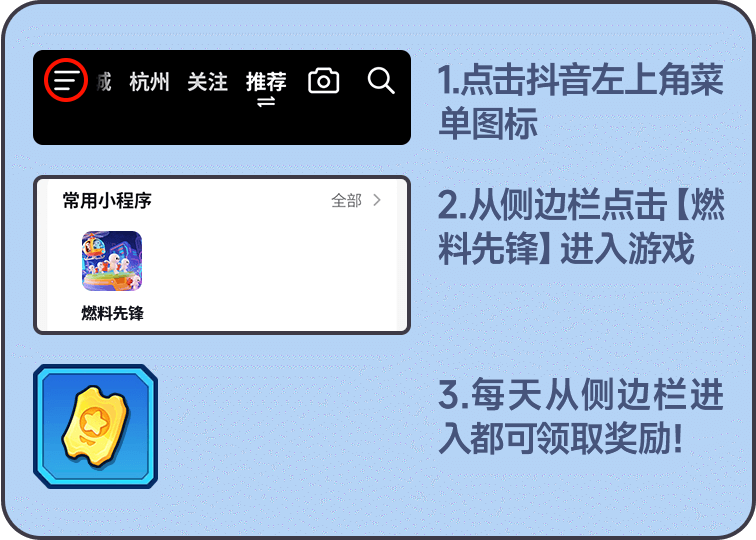 城 杭州 关注 推荐
1.点击抖音左上角菜
单图标
常用小程序 全部
燃料先锋
2.从侧边栏点击【燃
料先锋】进入游戏
3.每天从侧边栏进
入都可领取奖励!